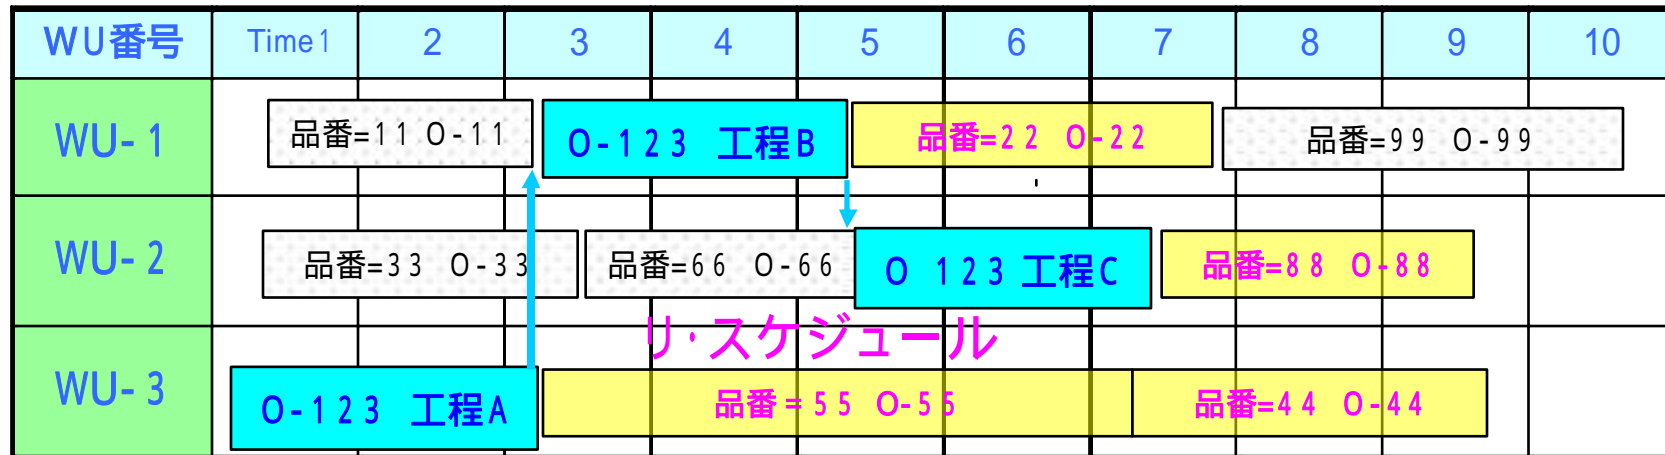 WU番号 Time1 2 3 4 5 6 7 8 9 10
WU-1 品番=11 O-11 O-123 工程B 品番=22 O-22 品番=99 O-99
WU-2 品番=33 O-33 品番=66 O-66 O 123 工程C 品番=88 O-88
リ・スケジュール
WU-3 O-123 工程A 品番=55 O-55 品番=44 O-44